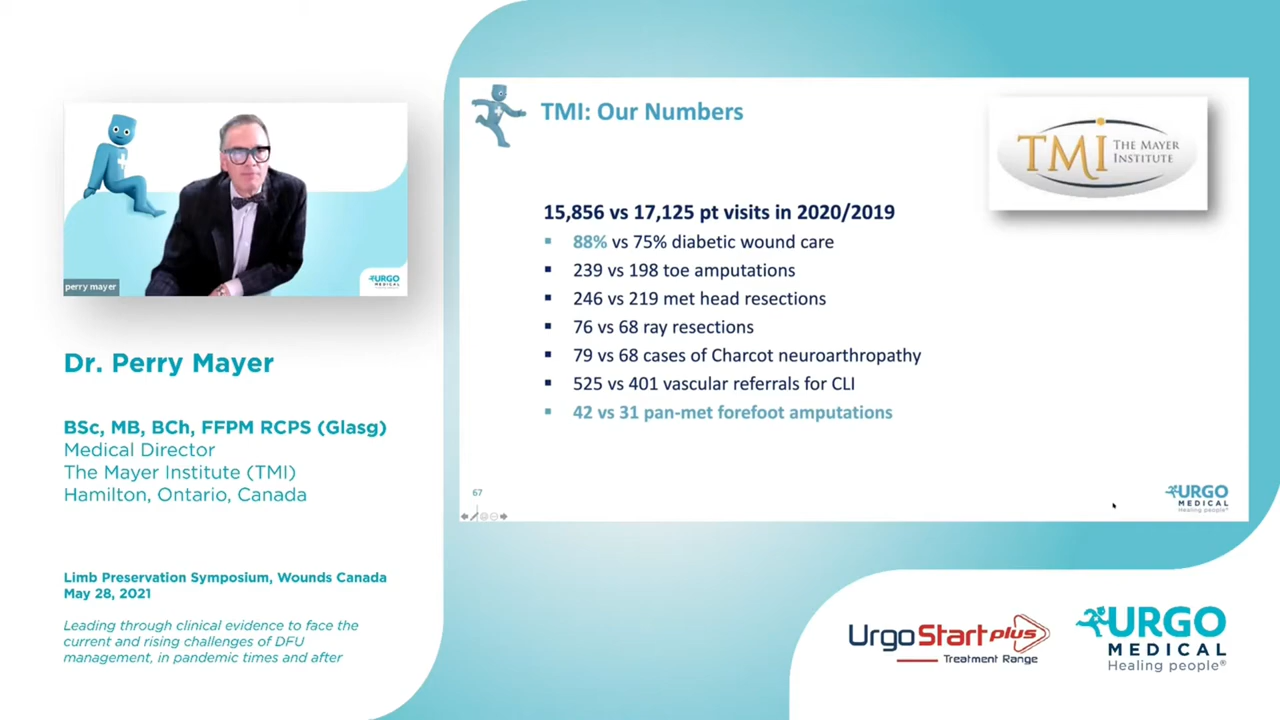 perry mayer
URGO
MEDICAL
Dr. Perry Mayer
BSc, MB, BCh, FFPM RCPS (Glasg)
Medical Director
The Mayer Institute (TMI)
Hamilton, Ontario, Canada
Limb Preservation Symposium, Wounds Canada
May 28, 2021
Leading through clinical evidence to face the
current and rising challenges of DFU
management, in pandemic times and after
TMI: Our Numbers
TMI THE MAYER
INSTITUTE
15,856 vs 17,125 pt visits in 2020/2019
▪ 88% vs 75% diabetic wound care
▪ 239 vs 198 toe amputations
▪ 246 vs 219 met head resections
▪ 76 vs 68 ray resections
▪ 79 vs 68 cases of Charcot neuroarthropathy
▪ 525 vs 401 vascular referrals for CLI
▪ 42 vs 31 pan-met forefoot amputations
67
URGO
MEDICAL
Healing people®
UrgoStart plus
Treatment Range
URGO
MEDICAL
Healing people®